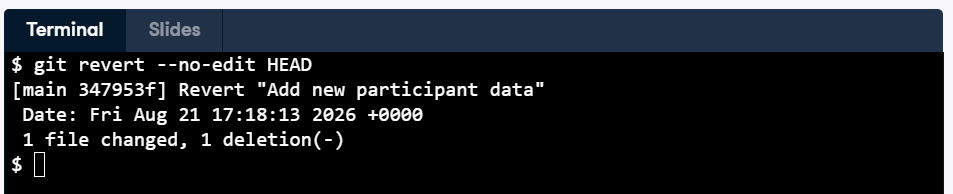 Terminal Slides
$ git revert --no-edit HEAD
[main 347953f] Revert "Add new participant data"
 Date: Fri Aug 21 17:18:13 2026 +0000
 1 file changed, 1 deletion(-)
$